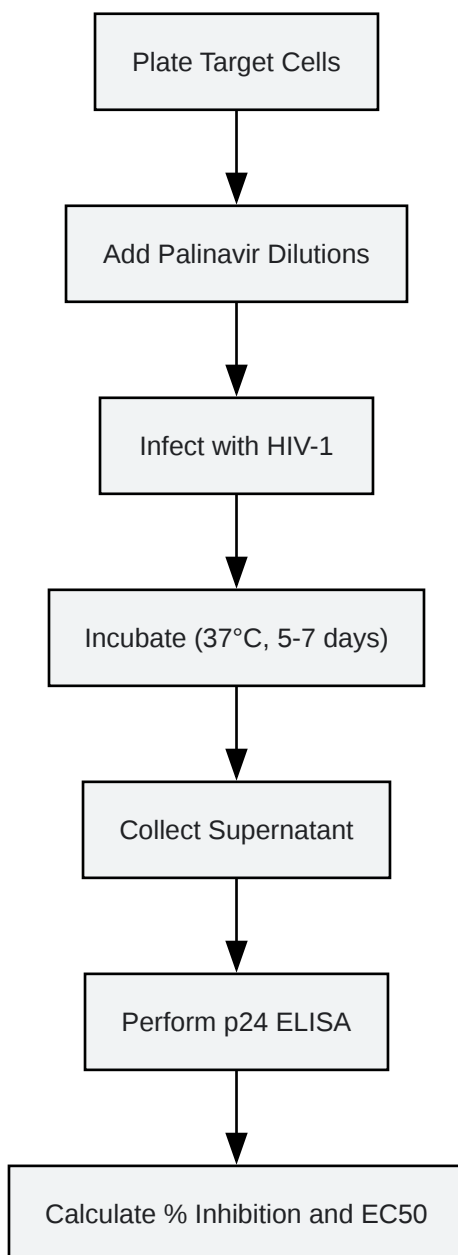 Plate Target Cells
Add Palinavir Dilutions
Infect with HIV-1
Incubate (37°C, 5-7 days)
Collect Supernatant
Perform p24 ELISA
Calculate % Inhibition and EC50